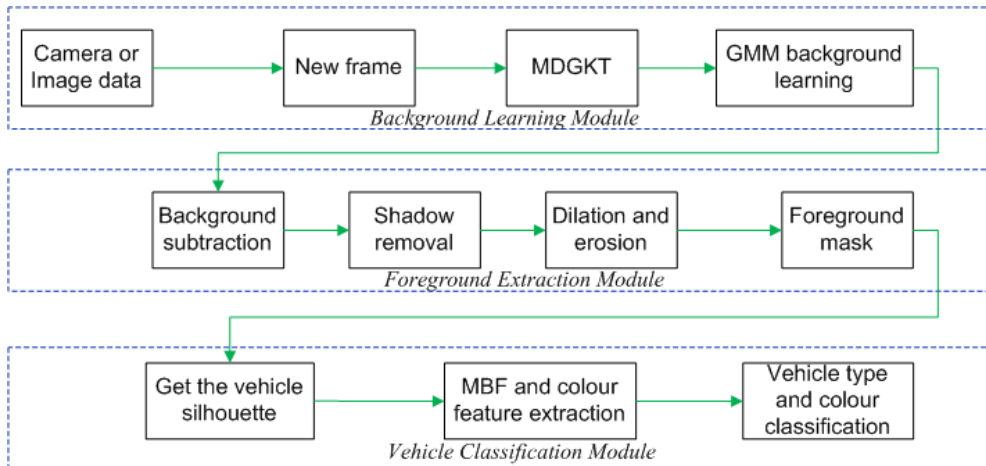 Camera or
Image data
New frame
MDGKT
GMM background
learning
Background Learning Module
Background
subtraction
Shadow
removal
Dilation and
erosion
Foreground
mask
Foreground Extraction Module
Get the vehicle
silhouette
MBF and colour
feature extraction
Vehicle type
and colour
classification
Vehicle Classification Module